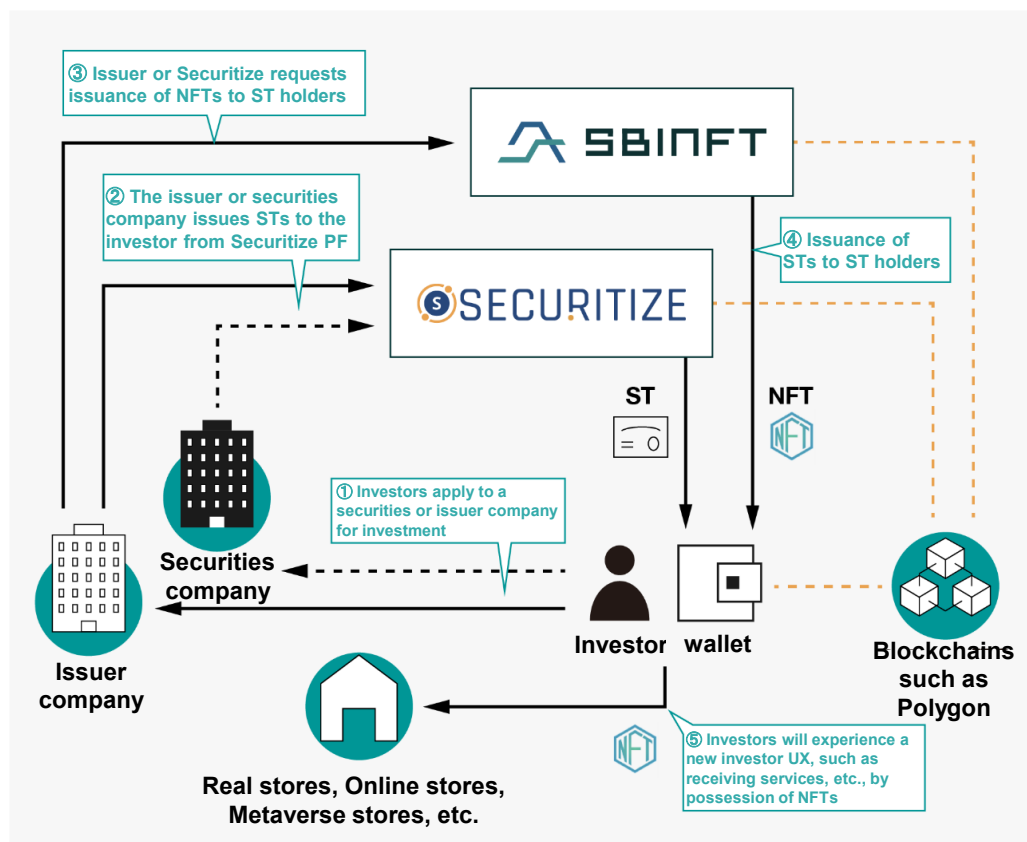 ③ Issuer or Securitize requests
issuance of NFTs to ST holders
SBINFT
② The issuer or securities
company issues STs to the
investor from Securitize PF
④ Issuance of
STs to ST holders
S
SECURITIZE
ST
NFT
NFT
① Investors apply to a
securities or issuer company
for investment
Securities
company
Investor
wallet
Issuer
company
Blockchains
such as
Polygon
NFT
⑤ Investors will experience a
new investor UX, such as
receiving services, etc., by
possession of NFTs
Real stores, Online stores,
Metaverse stores, etc.